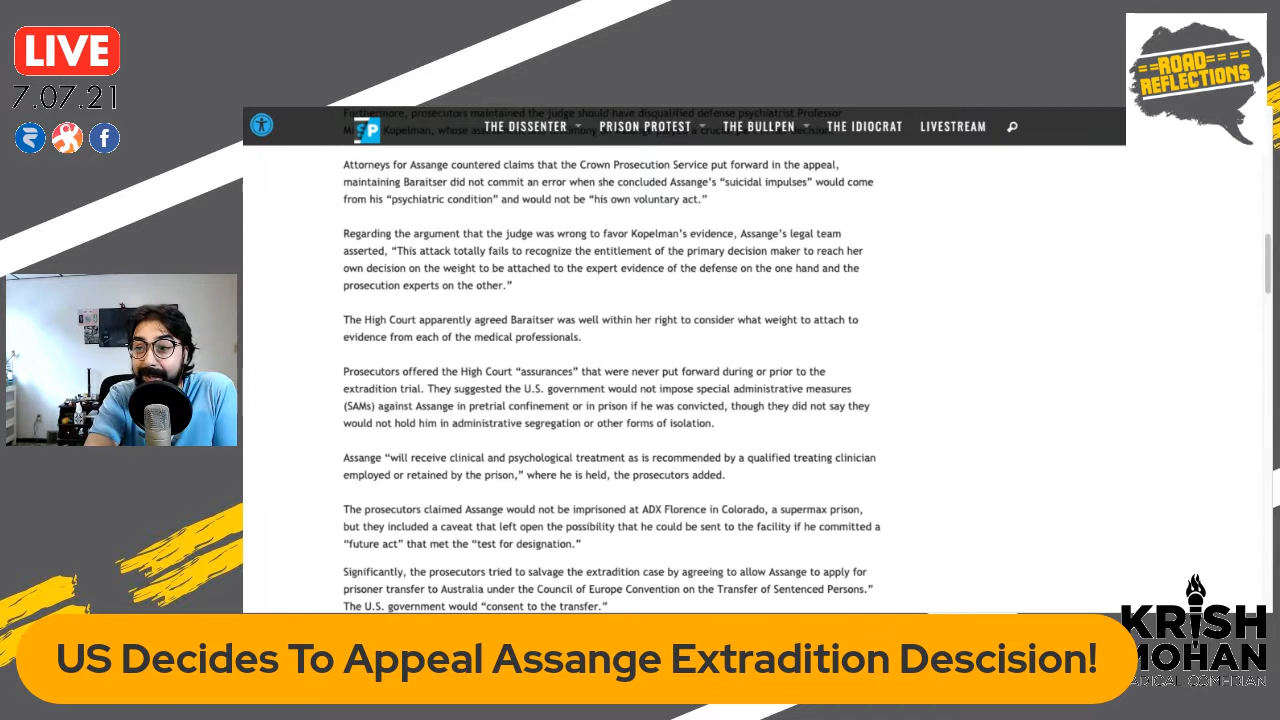 LIVE
7.07.21
==ROAD====
REFLECTIONS
Furthermore, prosecutors maintained the judge should have disqualified defense psychiatrist Professor
Kopelman, whose
THE DISSENTER
PRISON PROTEST
THE BULLPEN
THE IDIOCRAT
LIVESTREAM
Attorneys for Assange countered claims that the Crown Prosecution Service put forward in the appeal,
maintaining Baraitser did not commit an error when she concluded Assange’s “suicidal impulses” would come
from his “psychiatric condition” and would not be “his own voluntary act.”
Regarding the argument that the judge was wrong to favor Kopelman’s evidence, Assange’s legal team
asserted, “This attack totally fails to recognize the entitlement of the primary decision maker to reach her
own decision on the weight to be attached to the expert evidence of the defense on the one hand and the
prosecution experts on the other.”
The High Court apparently agreed Baraitser was well within her right to consider what weight to attach to
evidence from each of the medical professionals.
Prosecutors offered the High Court “assurances” that were never put forward during or prior to the
extradition trial. They suggested the U.S. government would not impose special administrative measures
(SAMs) against Assange in pretrial confinement or in prison if he was convicted, though they did not say they
would not hold him in administrative segregation or other forms of isolation.
Assange “will receive clinical and psychological treatment as is recommended by a qualified treating clinician
employed or retained by the prison,” where he is held, the prosecutors added.
The prosecutors claimed Assange would not be imprisoned at ADX Florence in Colorado, a supermax prison,
but they included a caveat that left open the possibility that he could be sent to the facility if he committed a
“future act” that met the “test for designation.”
Significantly, the prosecutors tried to salvage the extradition case by agreeing to allow Assange to apply for
prisoner transfer to Australia under the Council of Europe Convention on the Transfer of Sentenced Persons.”
The U.S. government would “consent to the transfer.”
US Decides To Appeal Assange Extradition Descision!
KRISH
MOHAN
RADICAL COMEDIAN